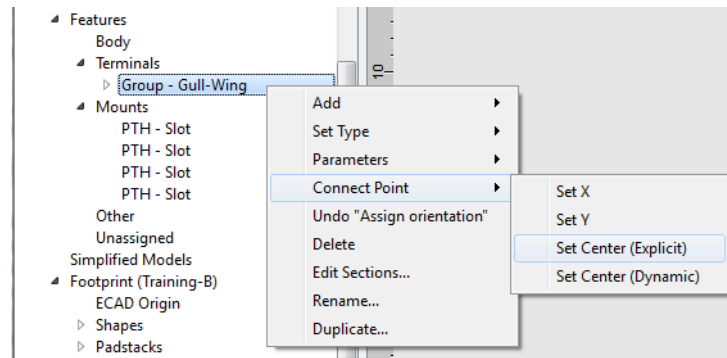 Features
Body
Terminals
Group - Gull-Wing
Mounts
PTH - Slot
PTH - Slot
PTH - Slot
PTH - Slot
Other
Unassigned
Simplified Models
Footprint (Training-B)
ECAD Origin
Shapes
Padstacks
10
Add
Set Type
Parameters
Connect Point
Undo "Assign orientation"
Delete
Edit Sections...
Rename...
Duplicate...
Set X
Set Y
Set Center (Explicit)
Set Center (Dynamic)